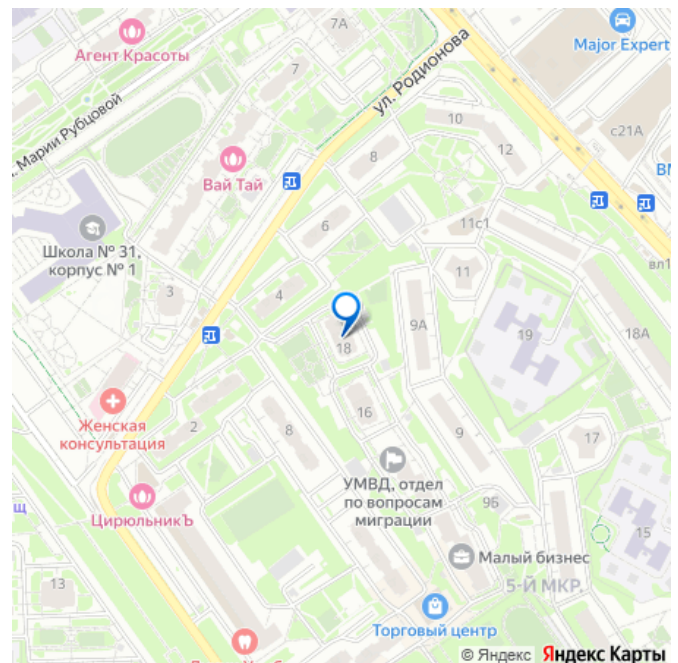 7А
Агент Красоты
Major Expert
7
ул. Родионова
10
с21А
Марии Рубцовой
8
12
Вай Тай
6
11с1
Школа № 31,
корпус № 1
3
11
вл1
4
9А
19
18А
18
16
Женская
консультация
2
8
9
17
УМВД, отдел
по вопросам
миграции
9Б
щ
ЦирюльникЪ
15
Малый бизнес
13
5-Й МКР.
Торговый центр
© Яндекс Яндекс Карты